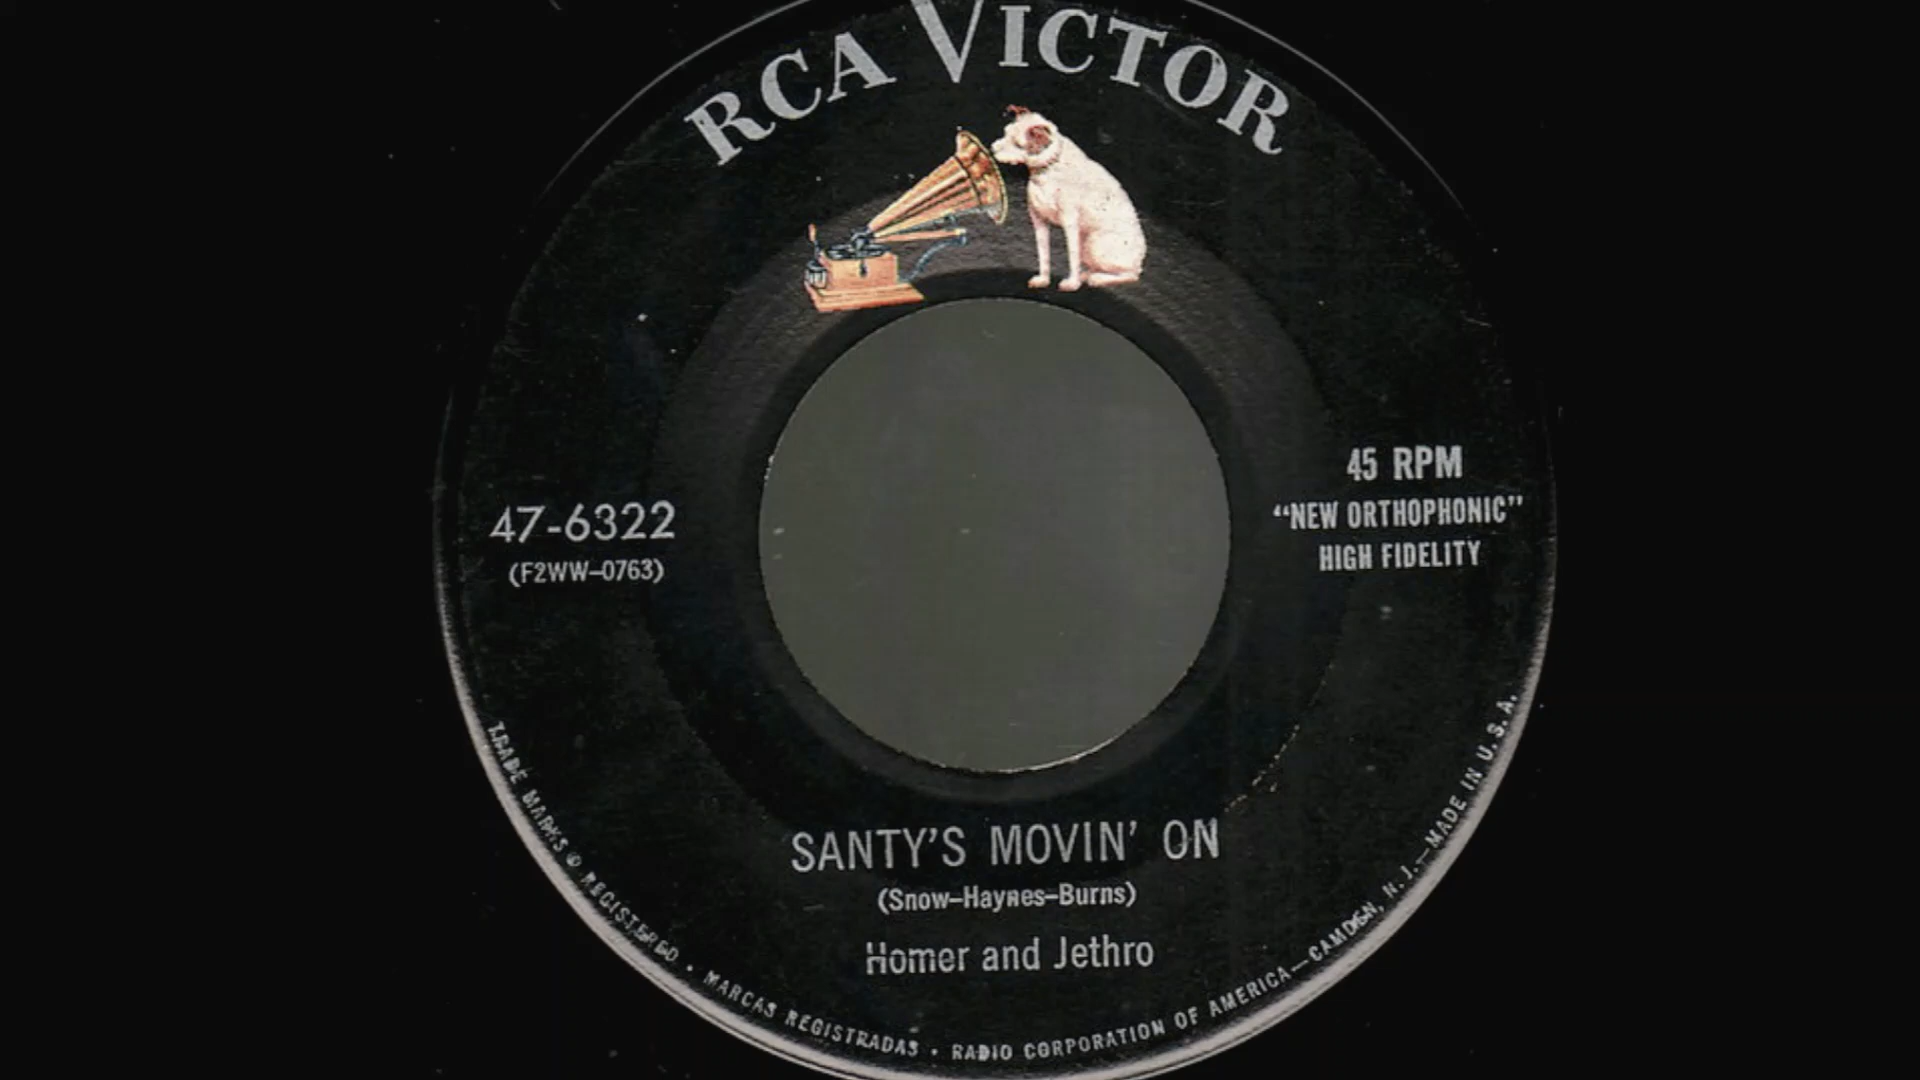 RCA VICTOR
47-6322
(F2WW-0763)
45 RPM
"NEW ORTHOPHONIC"
HIGH FIDELITY
SANTY'S MOVIN' ON
(Snow-Haynes-Burns)
Homer and Jethro
TRADE MARKS ® REGISTERED • MARCAS REGISTRADAS • RADIO CORPORATION OF AMERICA—CAMDEN, N. J.—MADE IN U. S. A.